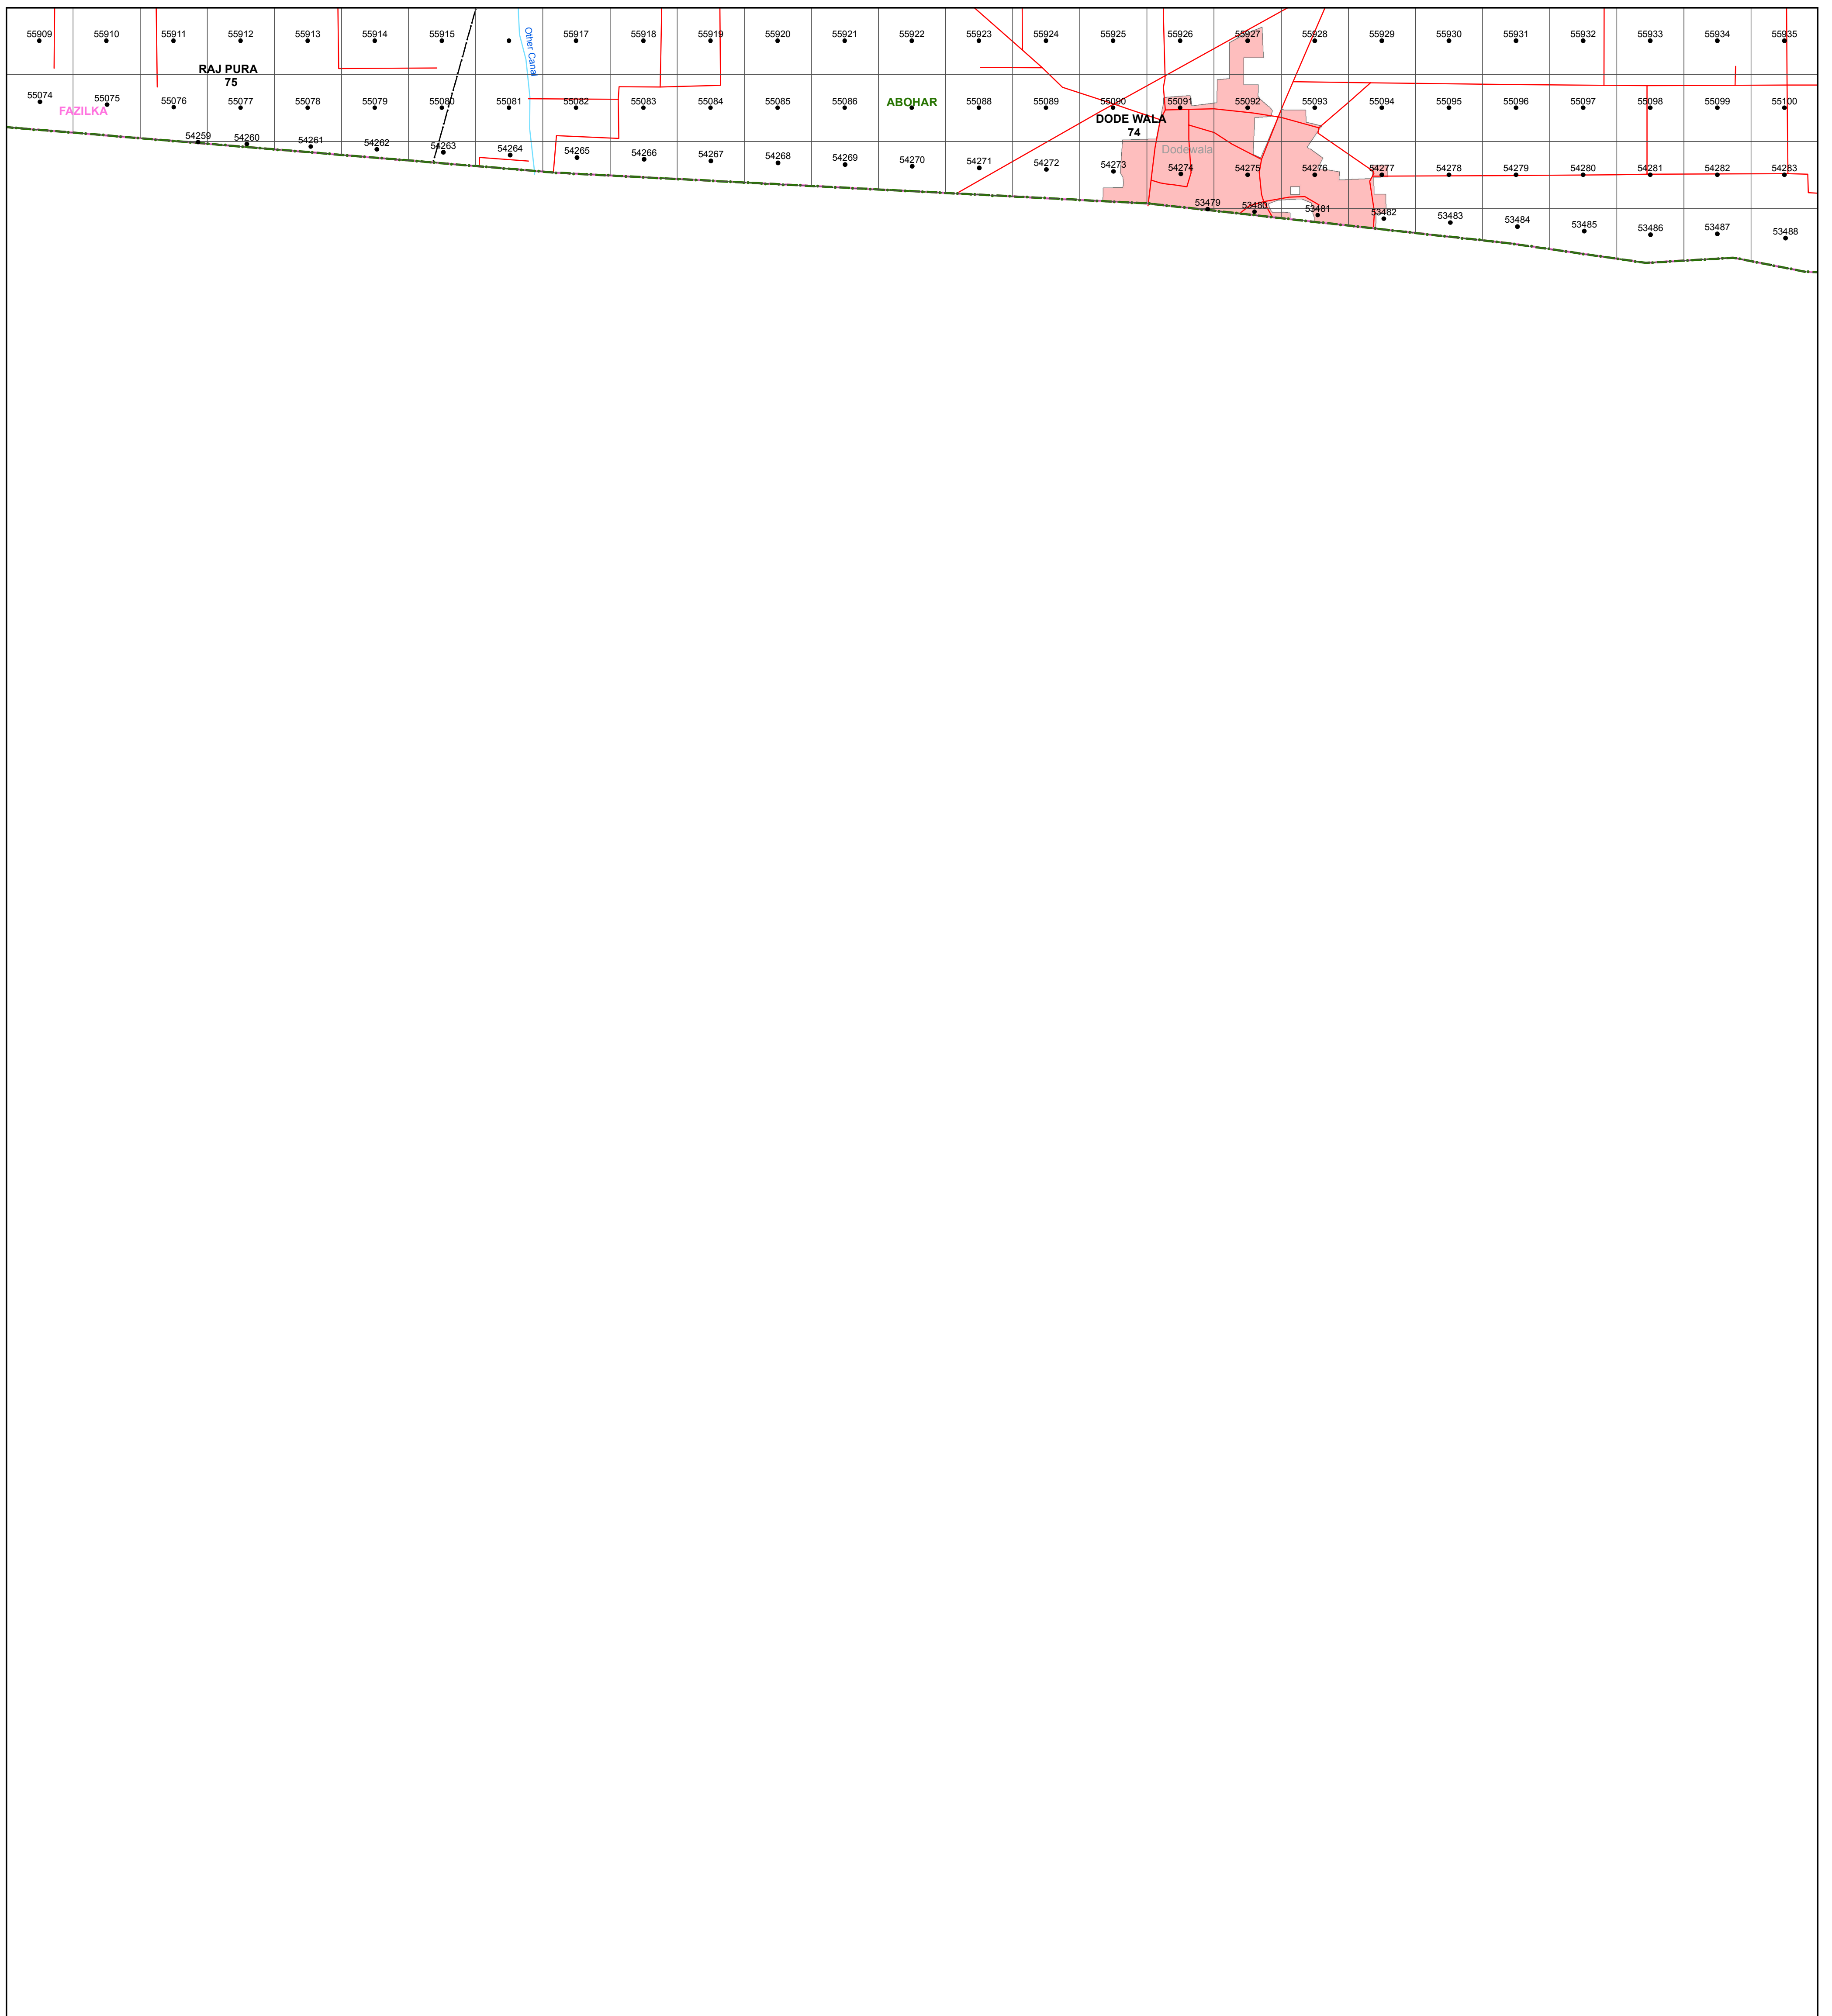 55909 55910 55911 55912 55913 55914 55915 55917 55918 55919 55920 55921 55922 55923 55924 55925 55926 55927 55928 55929 55930 55931 55932 55933 55934 55935
Other Canal
RAJ PURA
75
55074 55075 55076 55077 55078 55079 55080 55081 55082 55083 55084 55085 55086 ABOHAR 55088 55089 55090 55091 55092 55093 55094 55095 55096 55097 55098 55099 55100
FAZILKA
DODE WALA
74
Dodewala
54259 54260 54261 54262 54263 54264 54265 54266 54267 54268 54269 54270 54271 54272 54273 54274 54275 54276 54277 54278 54279 54280 54281 54282 54283
53479 53480 53481 53482 53483 53484 53485 53486 53487 53488